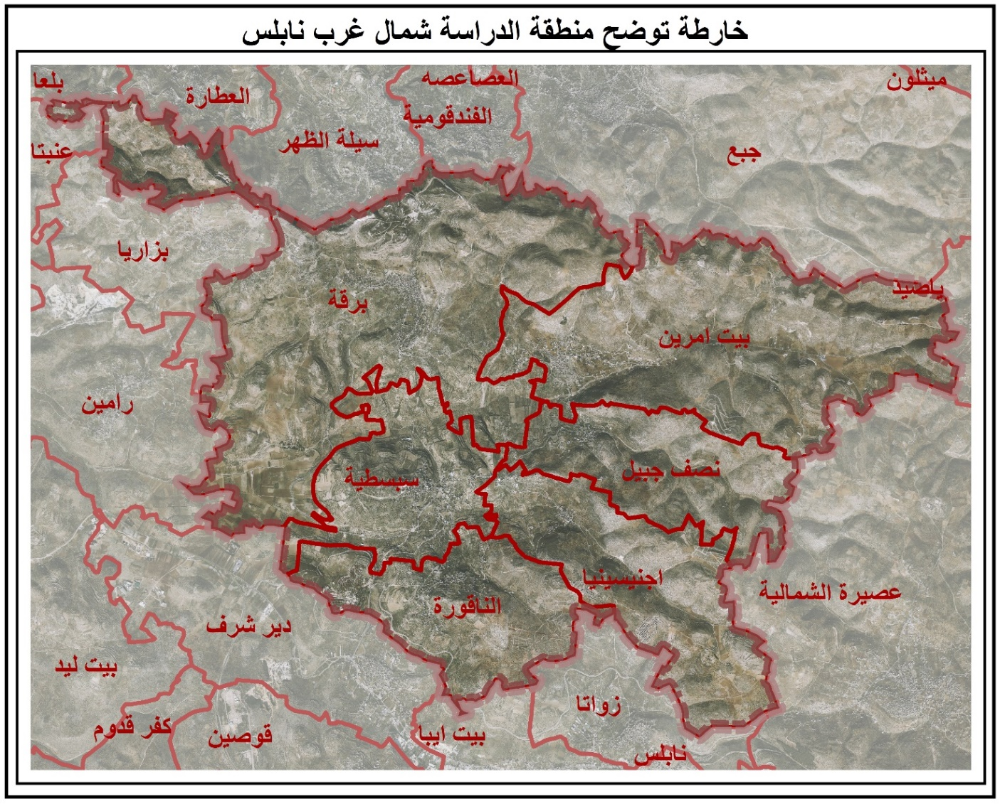 خارطة توضح منطقة الدراسة شمال غرب نابلس
ميثلون
العصاعصه
العطارة
بلعا
الفندقومية
سيلة الظهر
جبع
عنبتا
بزاريا
ياصيد
برقة
بيت امرين
رامين
نصف جبيل
سبسطية
اجنيسينيا
عصيرة الشمالية
الناقورة
دير شرف
بيت ليد
زواتا
كفر قدوم
قوصين
بيت ايبا
نابلس